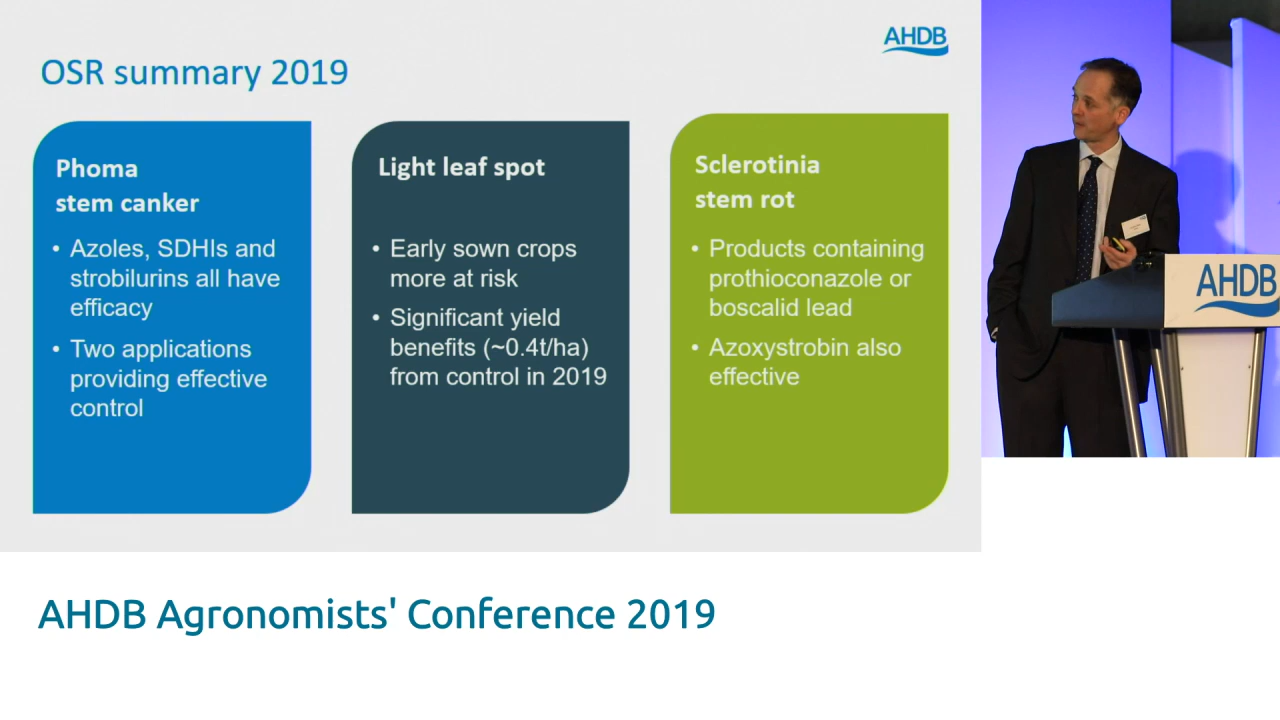 AHDB
OSR summary 2019
Phoma
stem canker
• Azoles, SDHIs and
strobilurins all have
efficacy
• Two applications
providing effective
control
Light leaf spot
• Early sown crops
more at risk
• Significant yield
benefits (~0.4t/ha)
from control in 2019
Sclerotinia
stem rot
• Products containing
prothioconazole or
boscalid lead
• Azoxystrobin also
effective
AHDB
AHDB Agronomists' Conference 2019